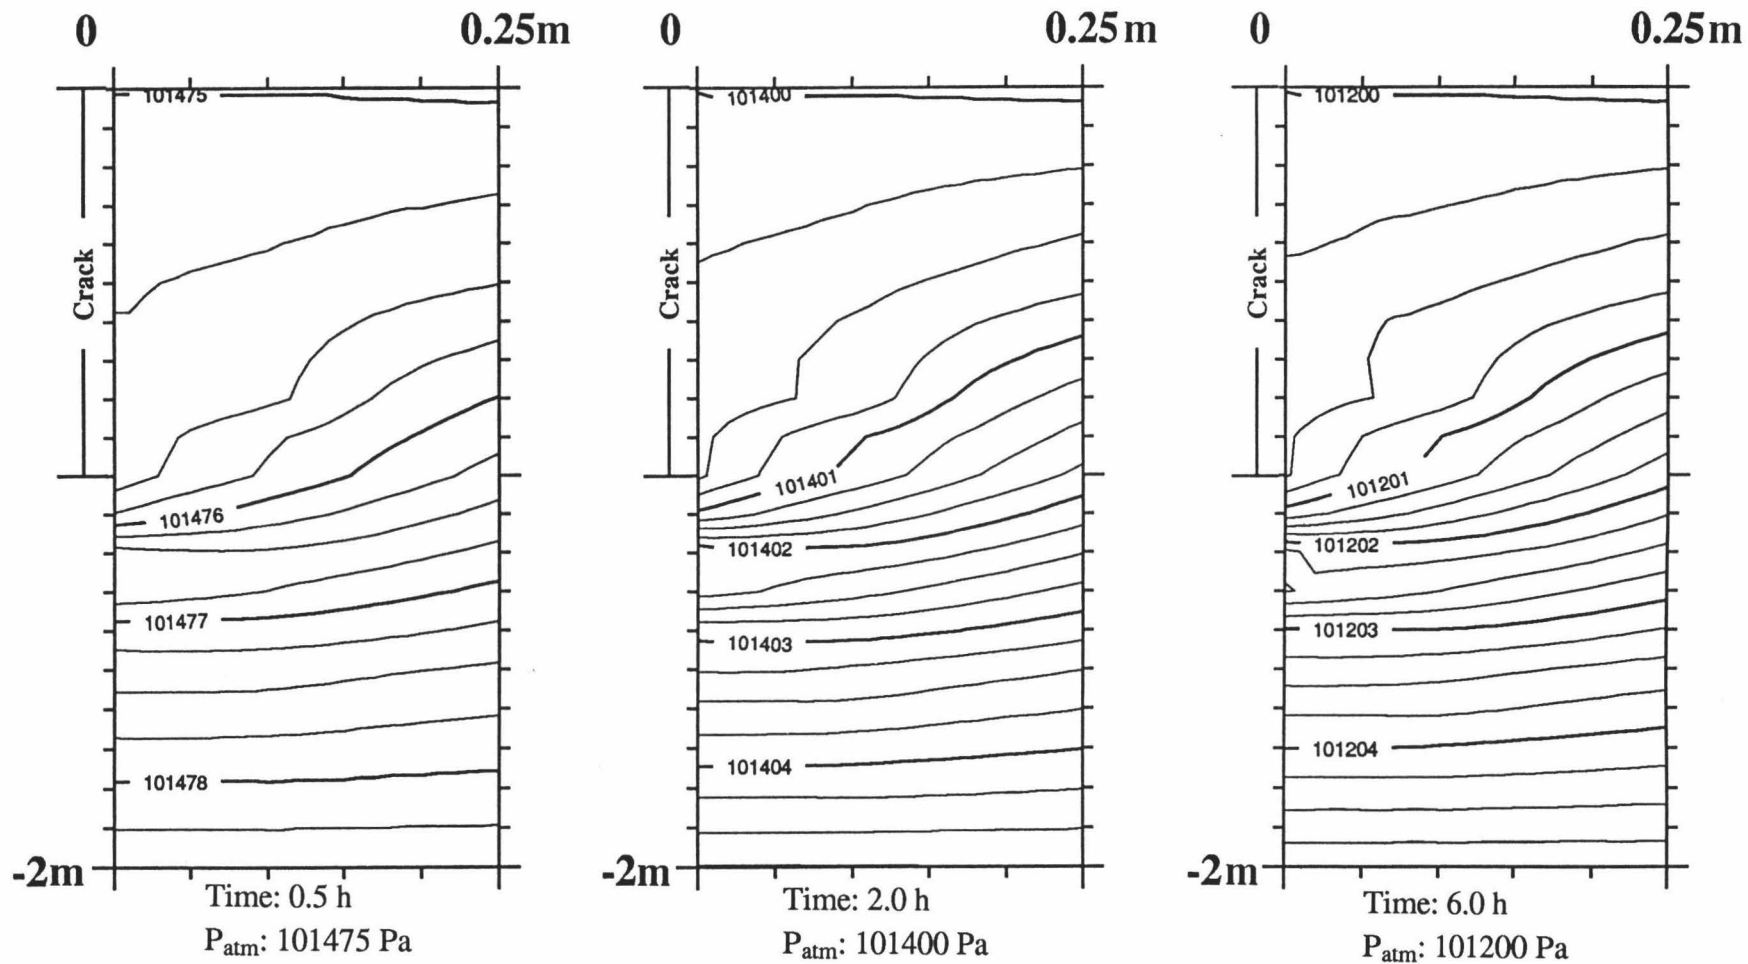 0 0.25m 0 0.25m 0 0.25m
101475 101400 101200
Crack Crack Crack
101476 101401 101201
101402 101202
101477 101403 101203
101478 101404 101204
-2m -2m -2m
Time: 0.5 h Time: 2.0 h Time: 6.0 h
Patm: 101475 Pa Patm: 101400 Pa Patm: 101200 Pa